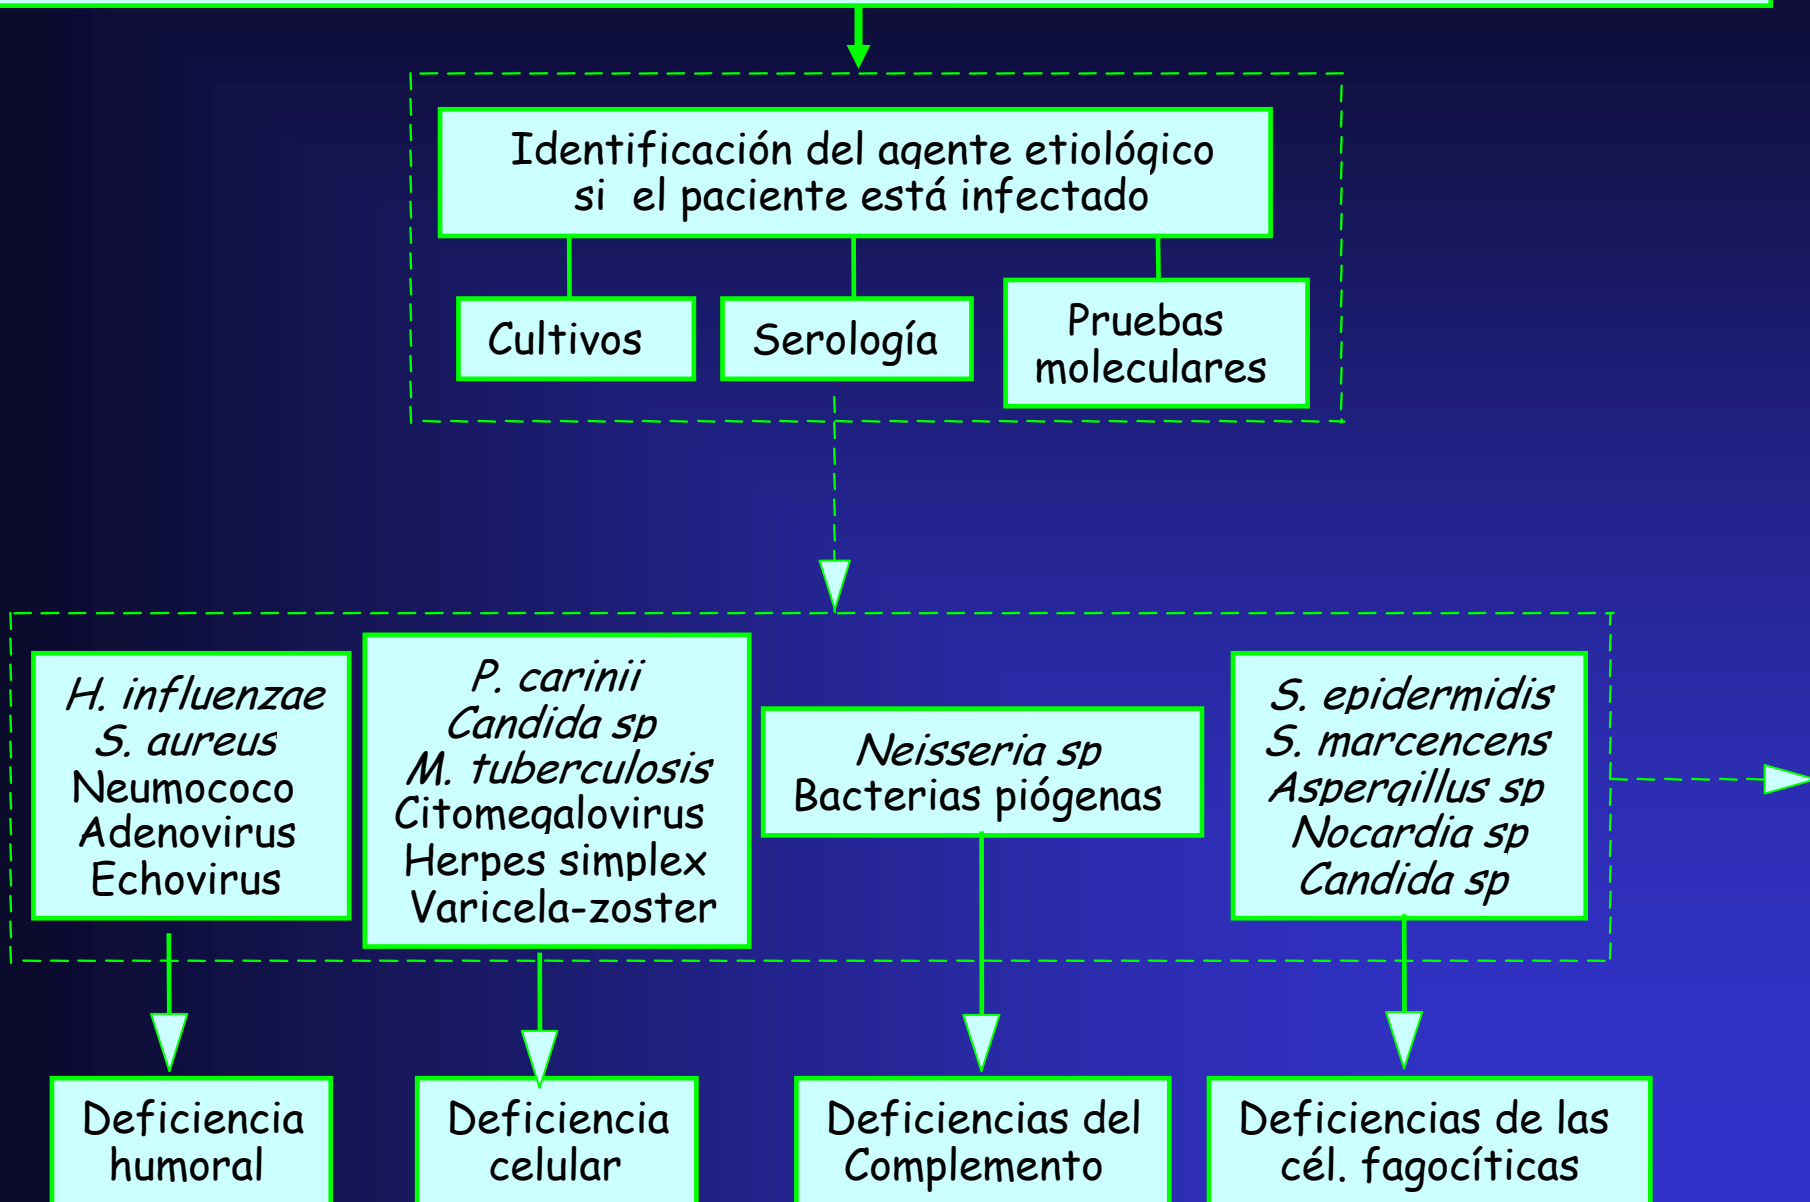 Identificación del agente etiológico
si el paciente está infectado
Cultivos
Serología
Pruebas
moleculares
H. influenzae
S. aureus
Neumococo
Adenovirus
Echovirus
P. carinii
Candida sp
M. tuberculosis
Citomegalovirus
Herpes simplex
Varicela-zoster
Neisseria sp
Bacterias piógenas
S. epidermidis
S. marcencens
Aspergillus sp
Nocardia sp
Candida sp
Deficiencia
humoral
Deficiencia
celular
Deficiencias del
Complemento
Deficiencias de las
cél. fagocíticas